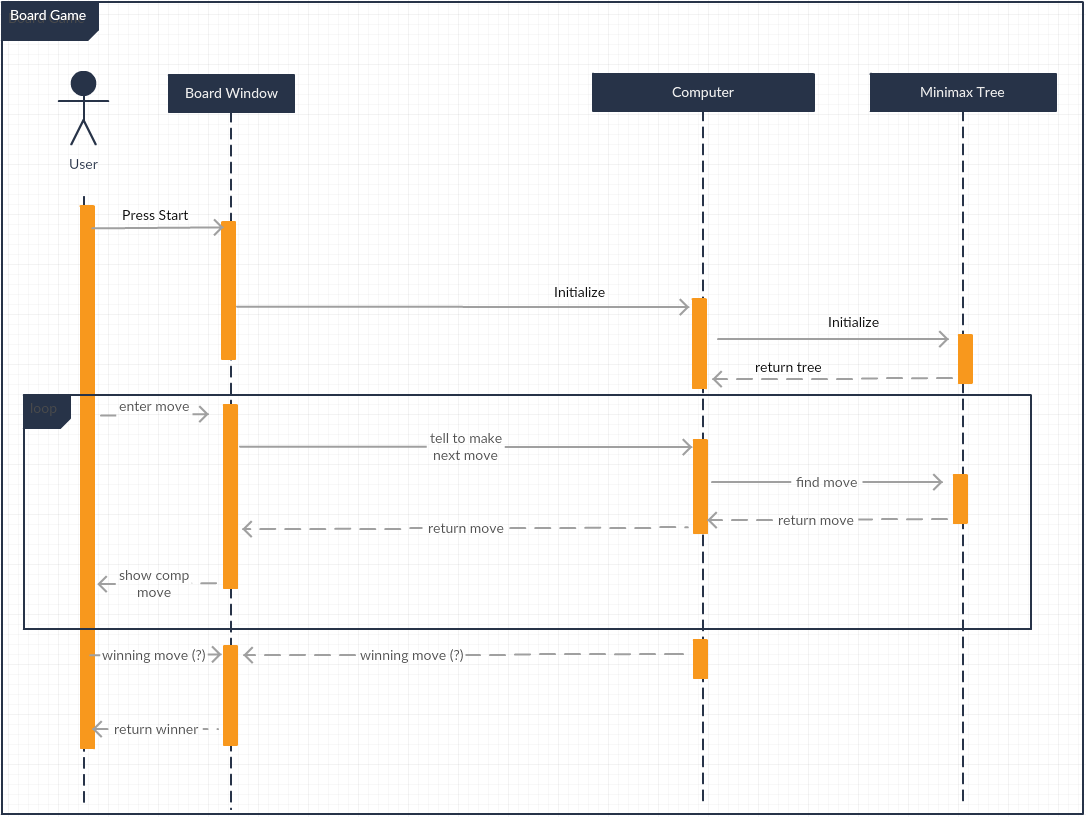 Board Game
User
Board Window
Computer
Minimax Tree
Press Start
Initialize
Initialize
return tree
loop
enter move
tell to make
next move
find move
return move
return move
show comp
move
winning move (?)
winning move (?)
return winner